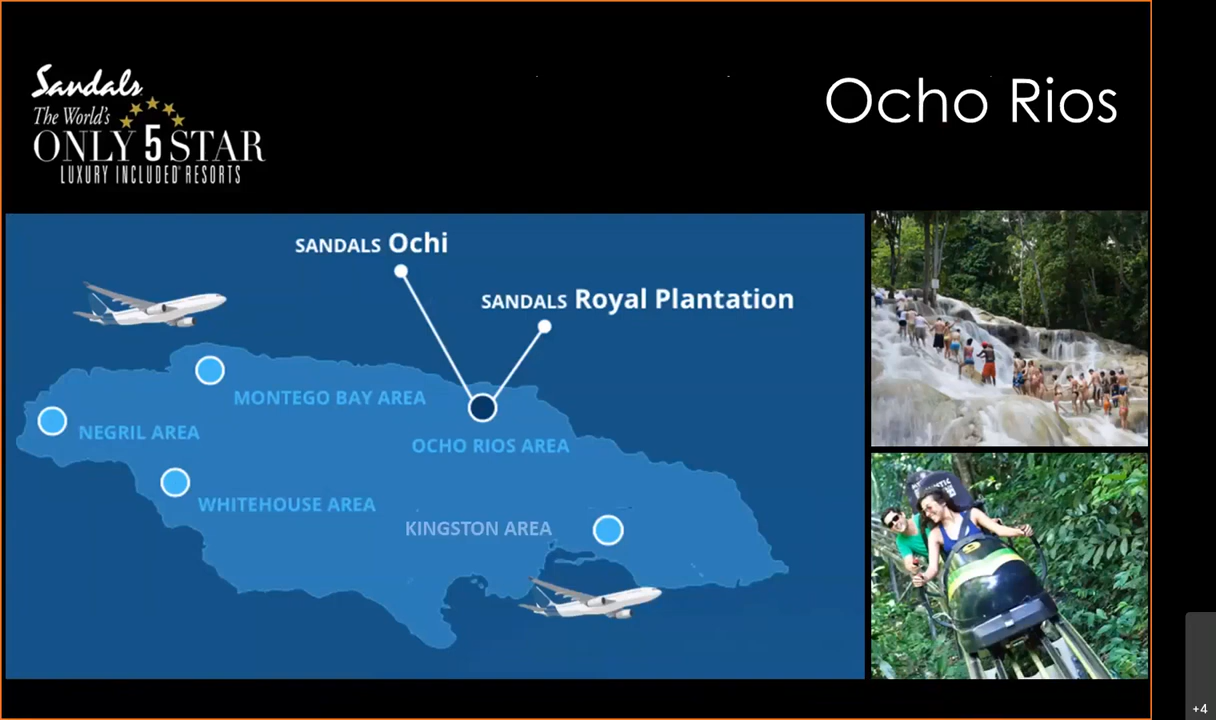 Sandals
The World's
ONLY 5 STAR
LUXURY INCLUDED® RESORTS
Ocho Rios
SANDALS Ochi
SANDALS Royal Plantation
MONTEGO BAY AREA
NEGRIL AREA
OCHO RIOS AREA
WHITEHOUSE AREA
KINGSTON AREA
9
+4